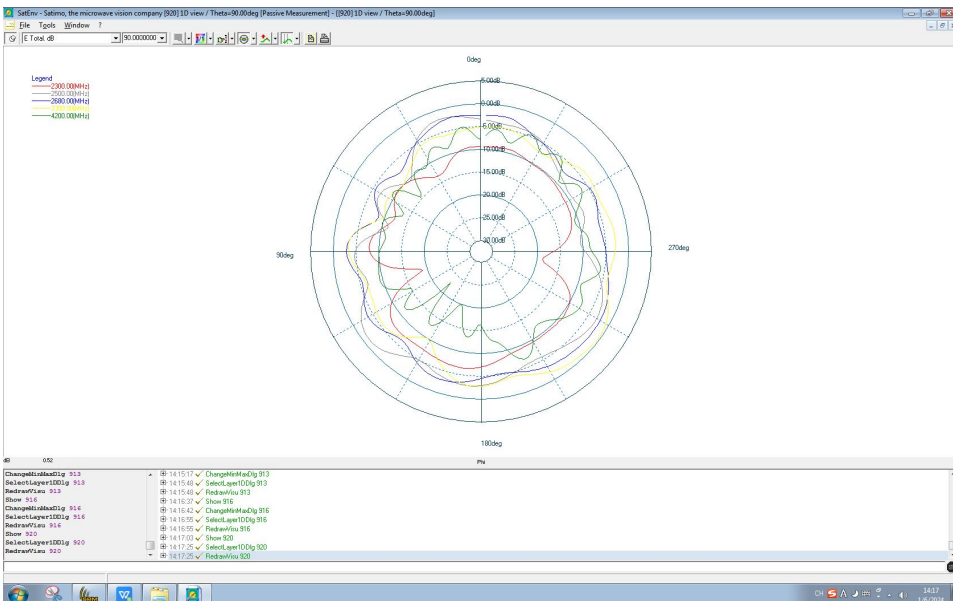 SatEnv - Satimo, the microwave vision company [920] 1D view / Theta=90.00deg [Passive Measurement] - [[920] 1D view / Theta=90.00deg]
File Tools Window ?
E Total. dB 90.0000000
0deg
Legend
2300.00(MHz)
2500.00(MHz)
2680.00(MHz)
4200.00(MHz)
5.00dB
0.00dB
-5.00dB
-10.00dB
-15.00dB
-20.00dB
-25.00dB
-30.00dB
90deg
270deg
180deg
dB 0.52 Phi
ChangeMinMaxDlg 913
SelectLayer1DDlg 913
RedrawVisu 913
Show 916
ChangeMinMaxDlg 916
SelectLayer1DDlg 916
RedrawVisu 916
Show 920
SelectLayer1DDlg 920
RedrawVisu 920
14:15:17 ChangeMinMaxDlg 913
14:15:48 SelectLayer1DDlg 913
14:15:48 RedrawVisu 913
14:16:37 Show 916
14:16:42 ChangeMinMaxDlg 916
14:16:55 SelectLayer1DDlg 916
14:16:55 RedrawVisu 916
14:17:03 Show 920
14:17:25 SelectLayer1DDlg 920
14:17:25 RedrawVisu 920
CH
14:17
1/6/2024